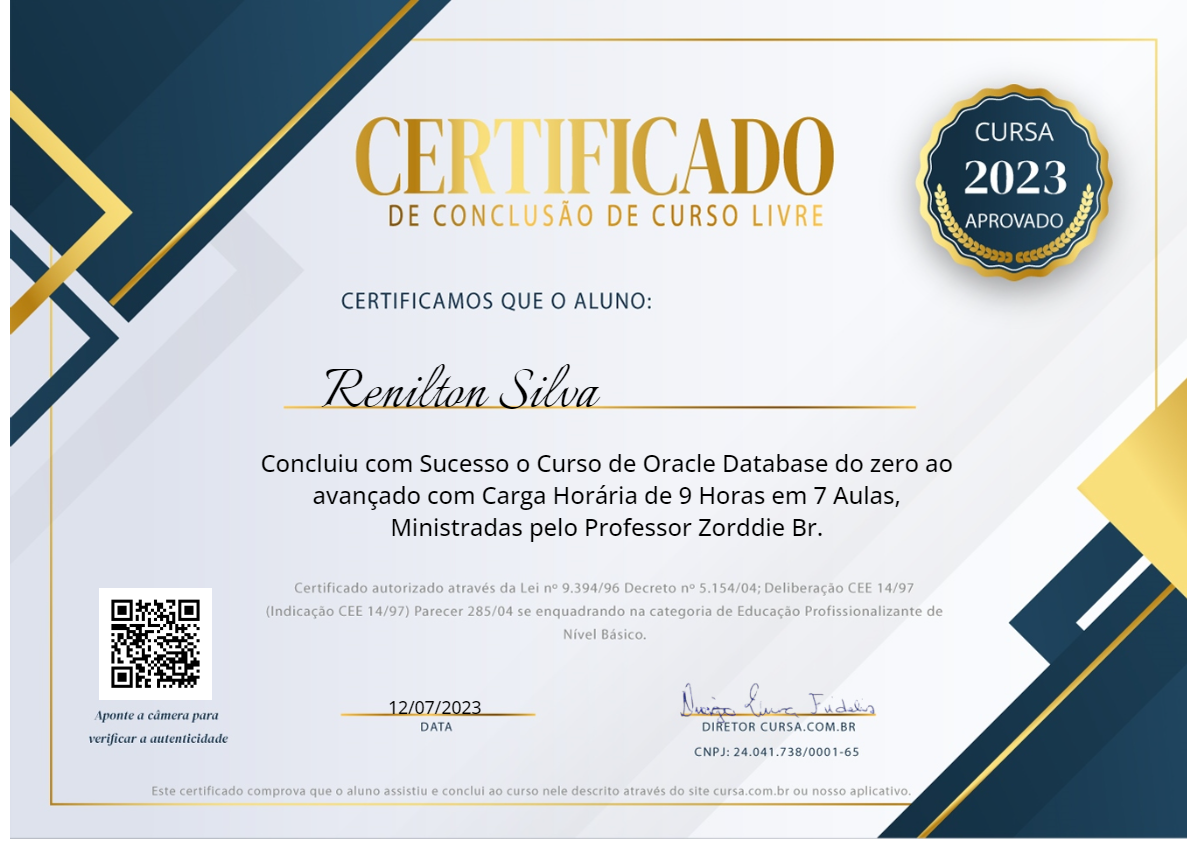 CERTIFICADO
DE CONCLUSÃO DE CURSO LIVRE
CURSA
2023
APROVADO
CERTIFICAMOS QUE O ALUNO:
Renilton Silva
Concluiu com Sucesso o Curso de Oracle Database do zero ao
avançado com Carga Horária de 9 Horas em 7 Aulas,
Ministradas pelo Professor Zorddie Br.
Certificado autorizado através da Lei nº 9.394/96 Decreto nº 5.154/04; Deliberação CEE 14/97
(Indicação CEE 14/97) Parecer 285/04 se enquadrando na categoria de Educação Profissionalizante de
Nível Básico.
Aponte a câmera para
verificar a autenticidade
12/07/2023
DATA
DIRETOR CURSA.COM.BR
CNPJ: 24.041.738/0001-65
Este certificado comprova que o aluno assistiu e conclui ao curso nele descrito através do site cursa.com.br ou nosso aplicativo.